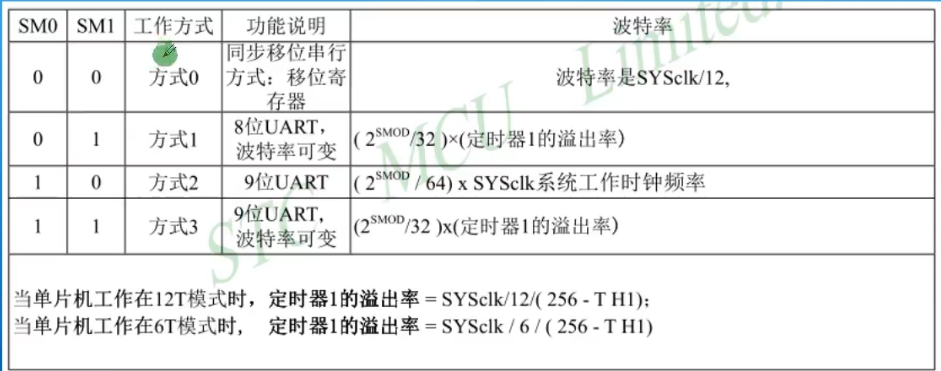 SM0 SM1 工作方式 功能说明 波特率
0 0 方式0 同步移位串行方式：移位寄存器 波特率是SYSclk/12,
0 1 方式1 8位UART，波特率可变 ( 2^SMOD/32 )×(定时器1的溢出率)
1 0 方式2 9位UART ( 2^SMOD / 64) x SYSclk系统工作时钟频率
1 1 方式3 9位UART，波特率可变 (2^SMOD/32 )x(定时器1的溢出率)
当单片机工作在12T模式时，定时器1的溢出率 = SYSclk/12/( 256 - T H1);
当单片机工作在6T模式时， 定时器1的溢出率 = SYSclk / 6 / ( 256 - T H1)
STC MCU Limited.